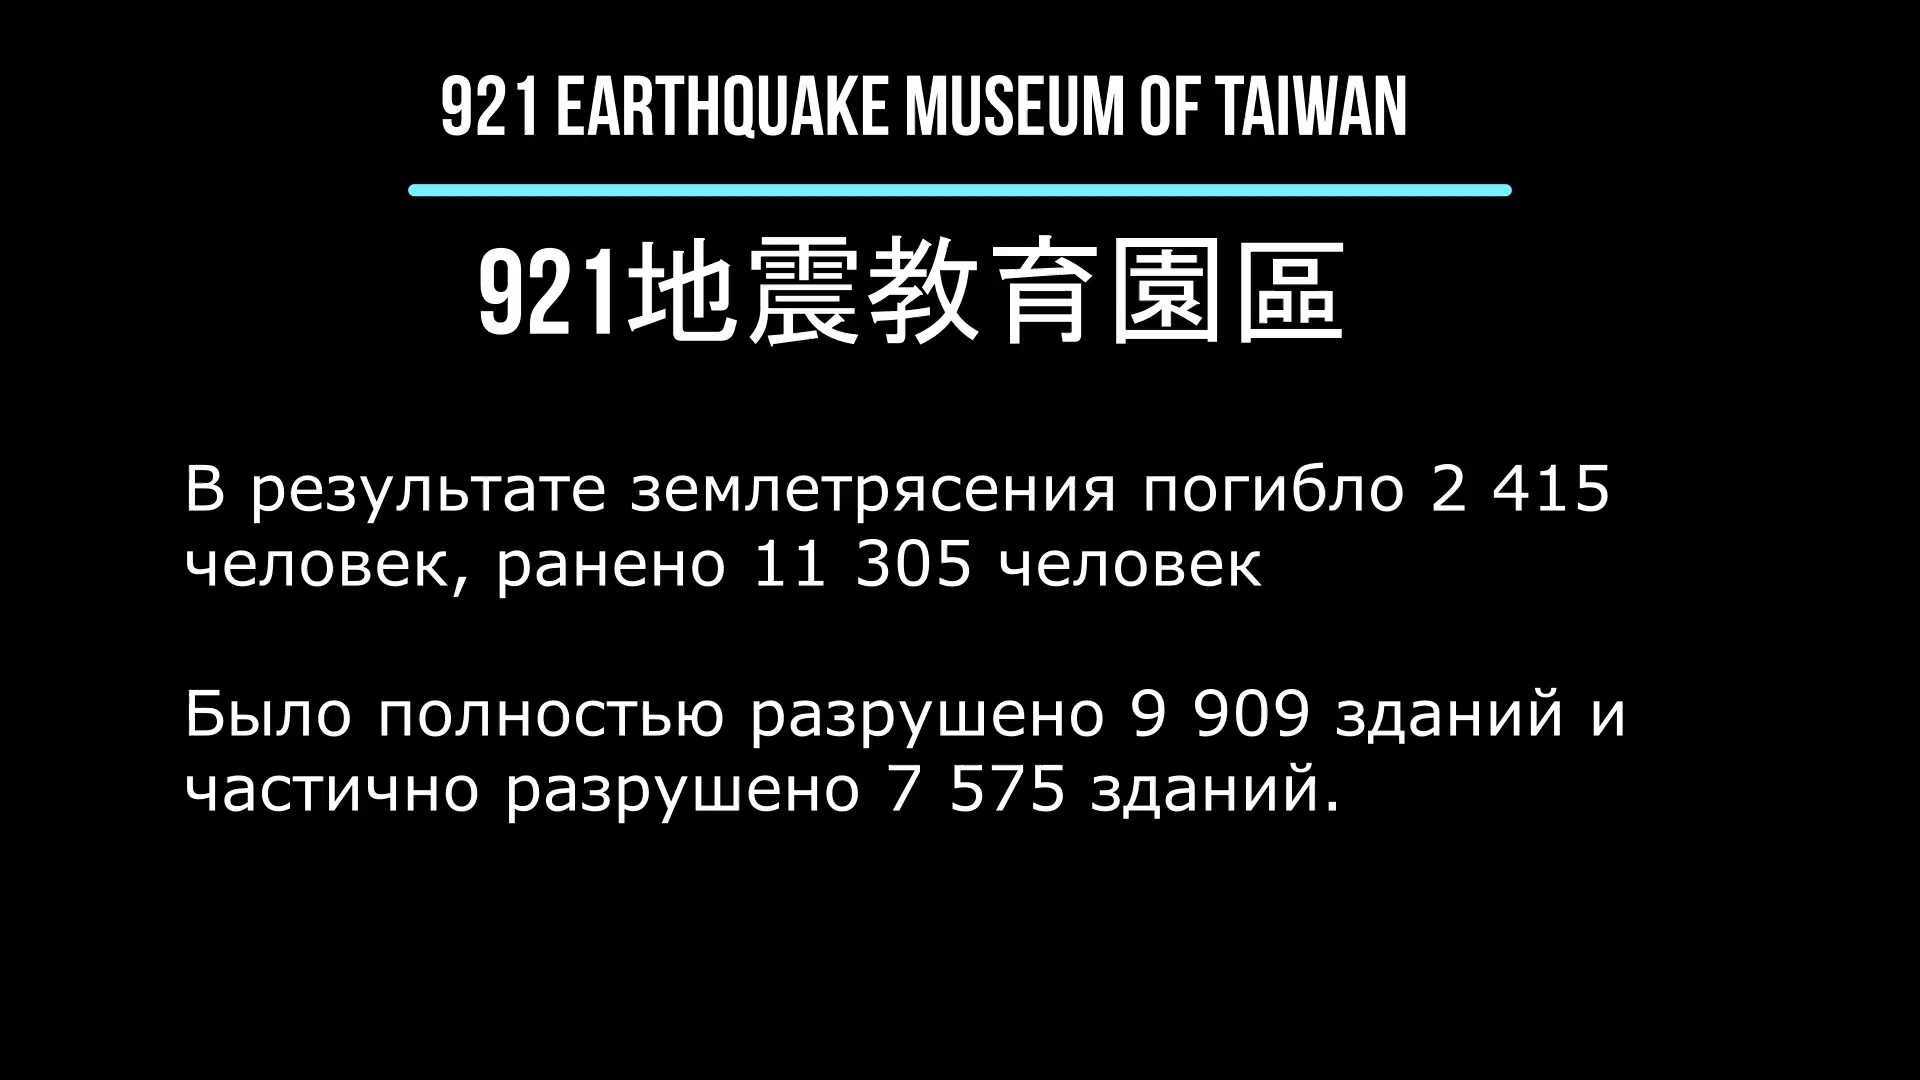 921 EARTHQUAKE MUSEUM OF TAIWAN
921地震教育園區
В результате землетрясения погибло 2 415
человек, ранено 11 305 человек
Было полностью разрушено 9 909 зданий и
частично разрушено 7 575 зданий.